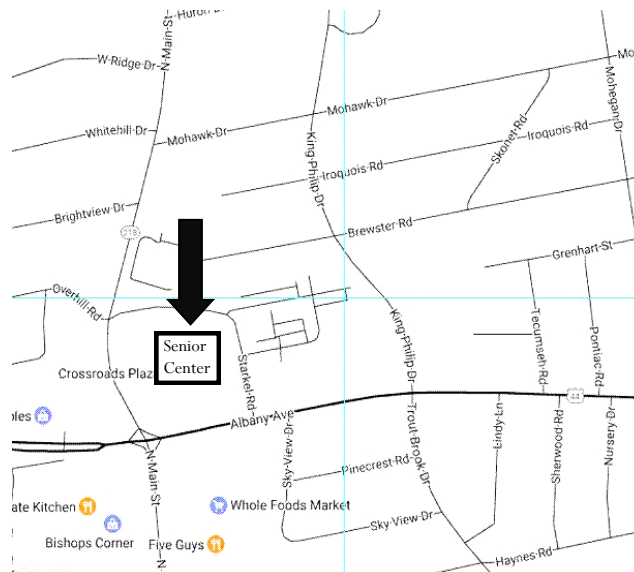 Huron Dr
W Ridge Dr
N Main St
Mohawk Dr
Mo
Mohegan Dr
Whitehill Dr
Mohawk Dr
King Philip Dr
Skonet Rd
Iroquois Rd
Iroquois Rd
Brightview Dr
218
Brewster Rd
Grenhart St
Overhill Rd
Senior
Center
Crossroads Plaz
Starkel Rd
King Philip Dr
Tecumseh Rd
Pontiac Rd
44
oles
Albany Ave
Trout Brook Dr
Lindy Ln
Sherwood Rd
Nursery Dr
N Main St
Sky View Dr
Pinecrest Rd
ate Kitchen
Whole Foods Market
Bishops Corner
Five Guys
Sky View Dr
Haynes Rd
N